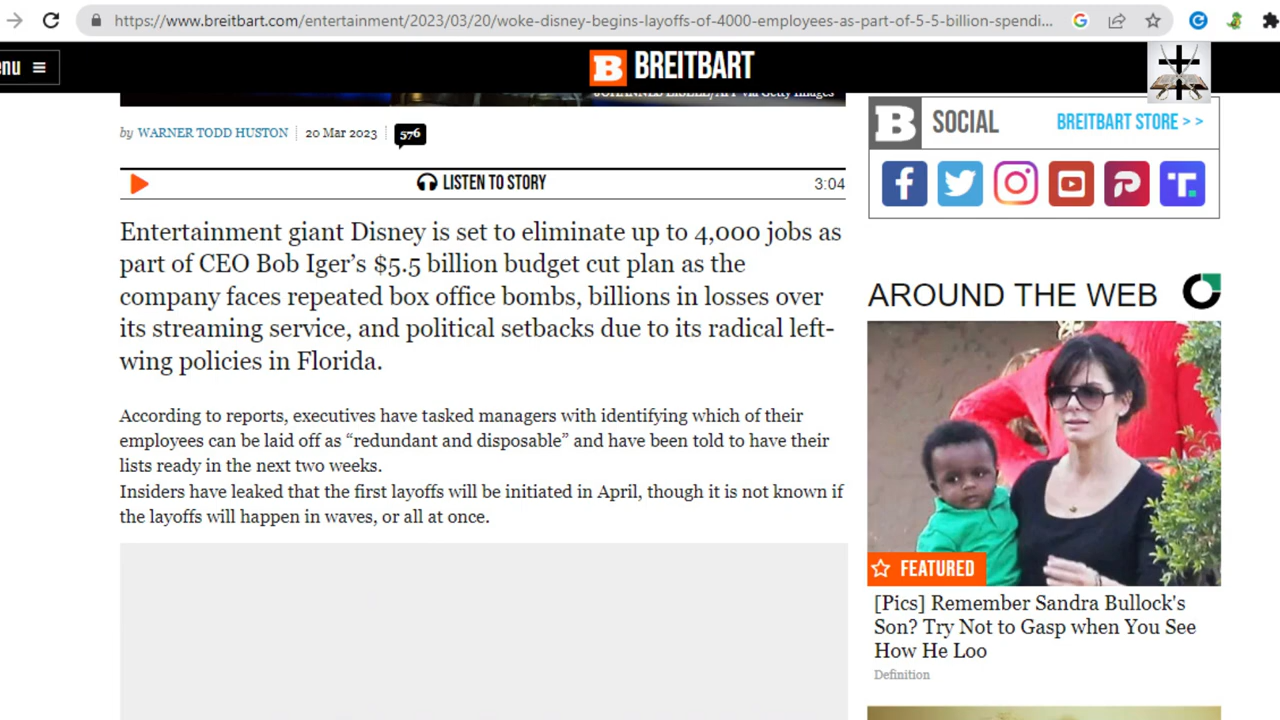 https://www.breitbart.com/entertainment/2023/03/20/woke-disney-begins-layoffs-of-4000-employees-as-part-of-5-5-billion-spendi...
enu
B BREITBART
JOHANNES EISELE/AFP via Getty Images
by WARNER TODD HUSTON | 20 Mar 2023 | 576
LISTEN TO STORY 3:04
Entertainment giant Disney is set to eliminate up to 4,000 jobs as
part of CEO Bob Iger’s $5.5 billion budget cut plan as the
company faces repeated box office bombs, billions in losses over
its streaming service, and political setbacks due to its radical left-
wing policies in Florida.
According to reports, executives have tasked managers with identifying which of their
employees can be laid off as “redundant and disposable” and have been told to have their
lists ready in the next two weeks.
Insiders have leaked that the first layoffs will be initiated in April, though it is not known if
the layoffs will happen in waves, or all at once.
B SOCIAL BREITBART STORE > >
AROUND THE WEB
FEATURED
[Pics] Remember Sandra Bullock's
Son? Try Not to Gasp when You See
How He Loo
Definition